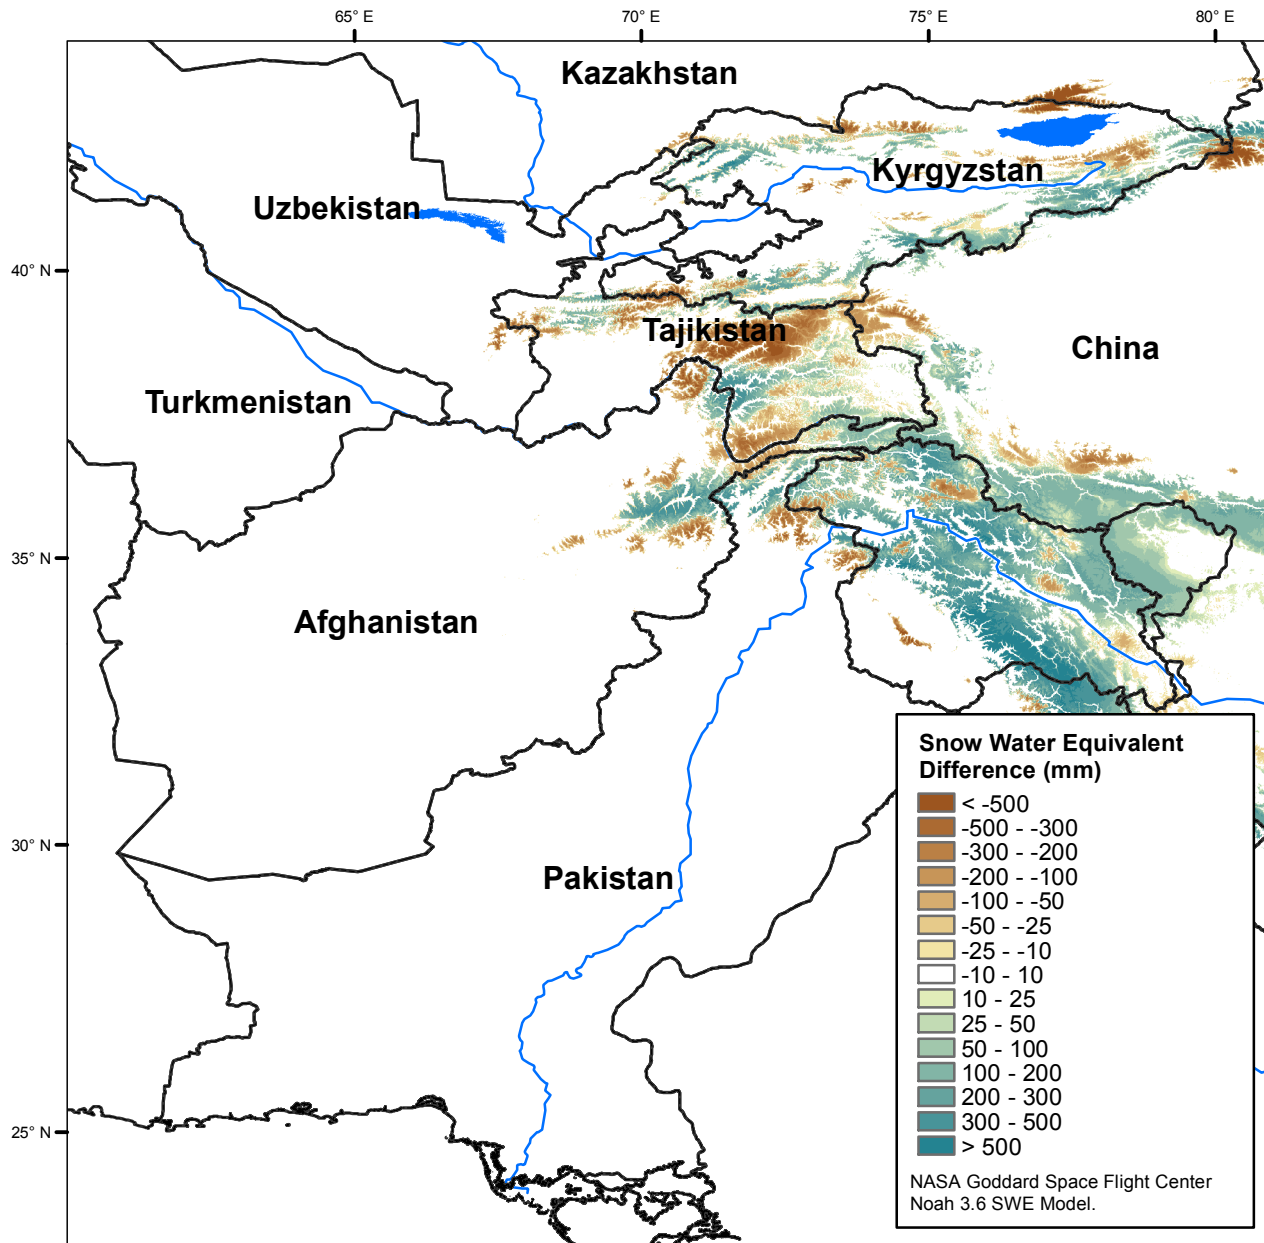 65° E
70° E
75° E
80° E
Kazakhstan
Kyrgyzstan
Uzbekistan
40° N
Tajikistan
China
Turkmenistan
35° N
Afghanistan
Snow Water Equivalent
Difference (mm)
< -500
-500 - -300
-300 - -200
-200 - -100
-100 - -50
-50 - -25
-25 - -10
-10 - 10
10 - 25
25 - 50
50 - 100
100 - 200
200 - 300
300 - 500
> 500
30° N
Pakistan
25° N
NASA Goddard Space Flight Center
Noah 3.6 SWE Model.